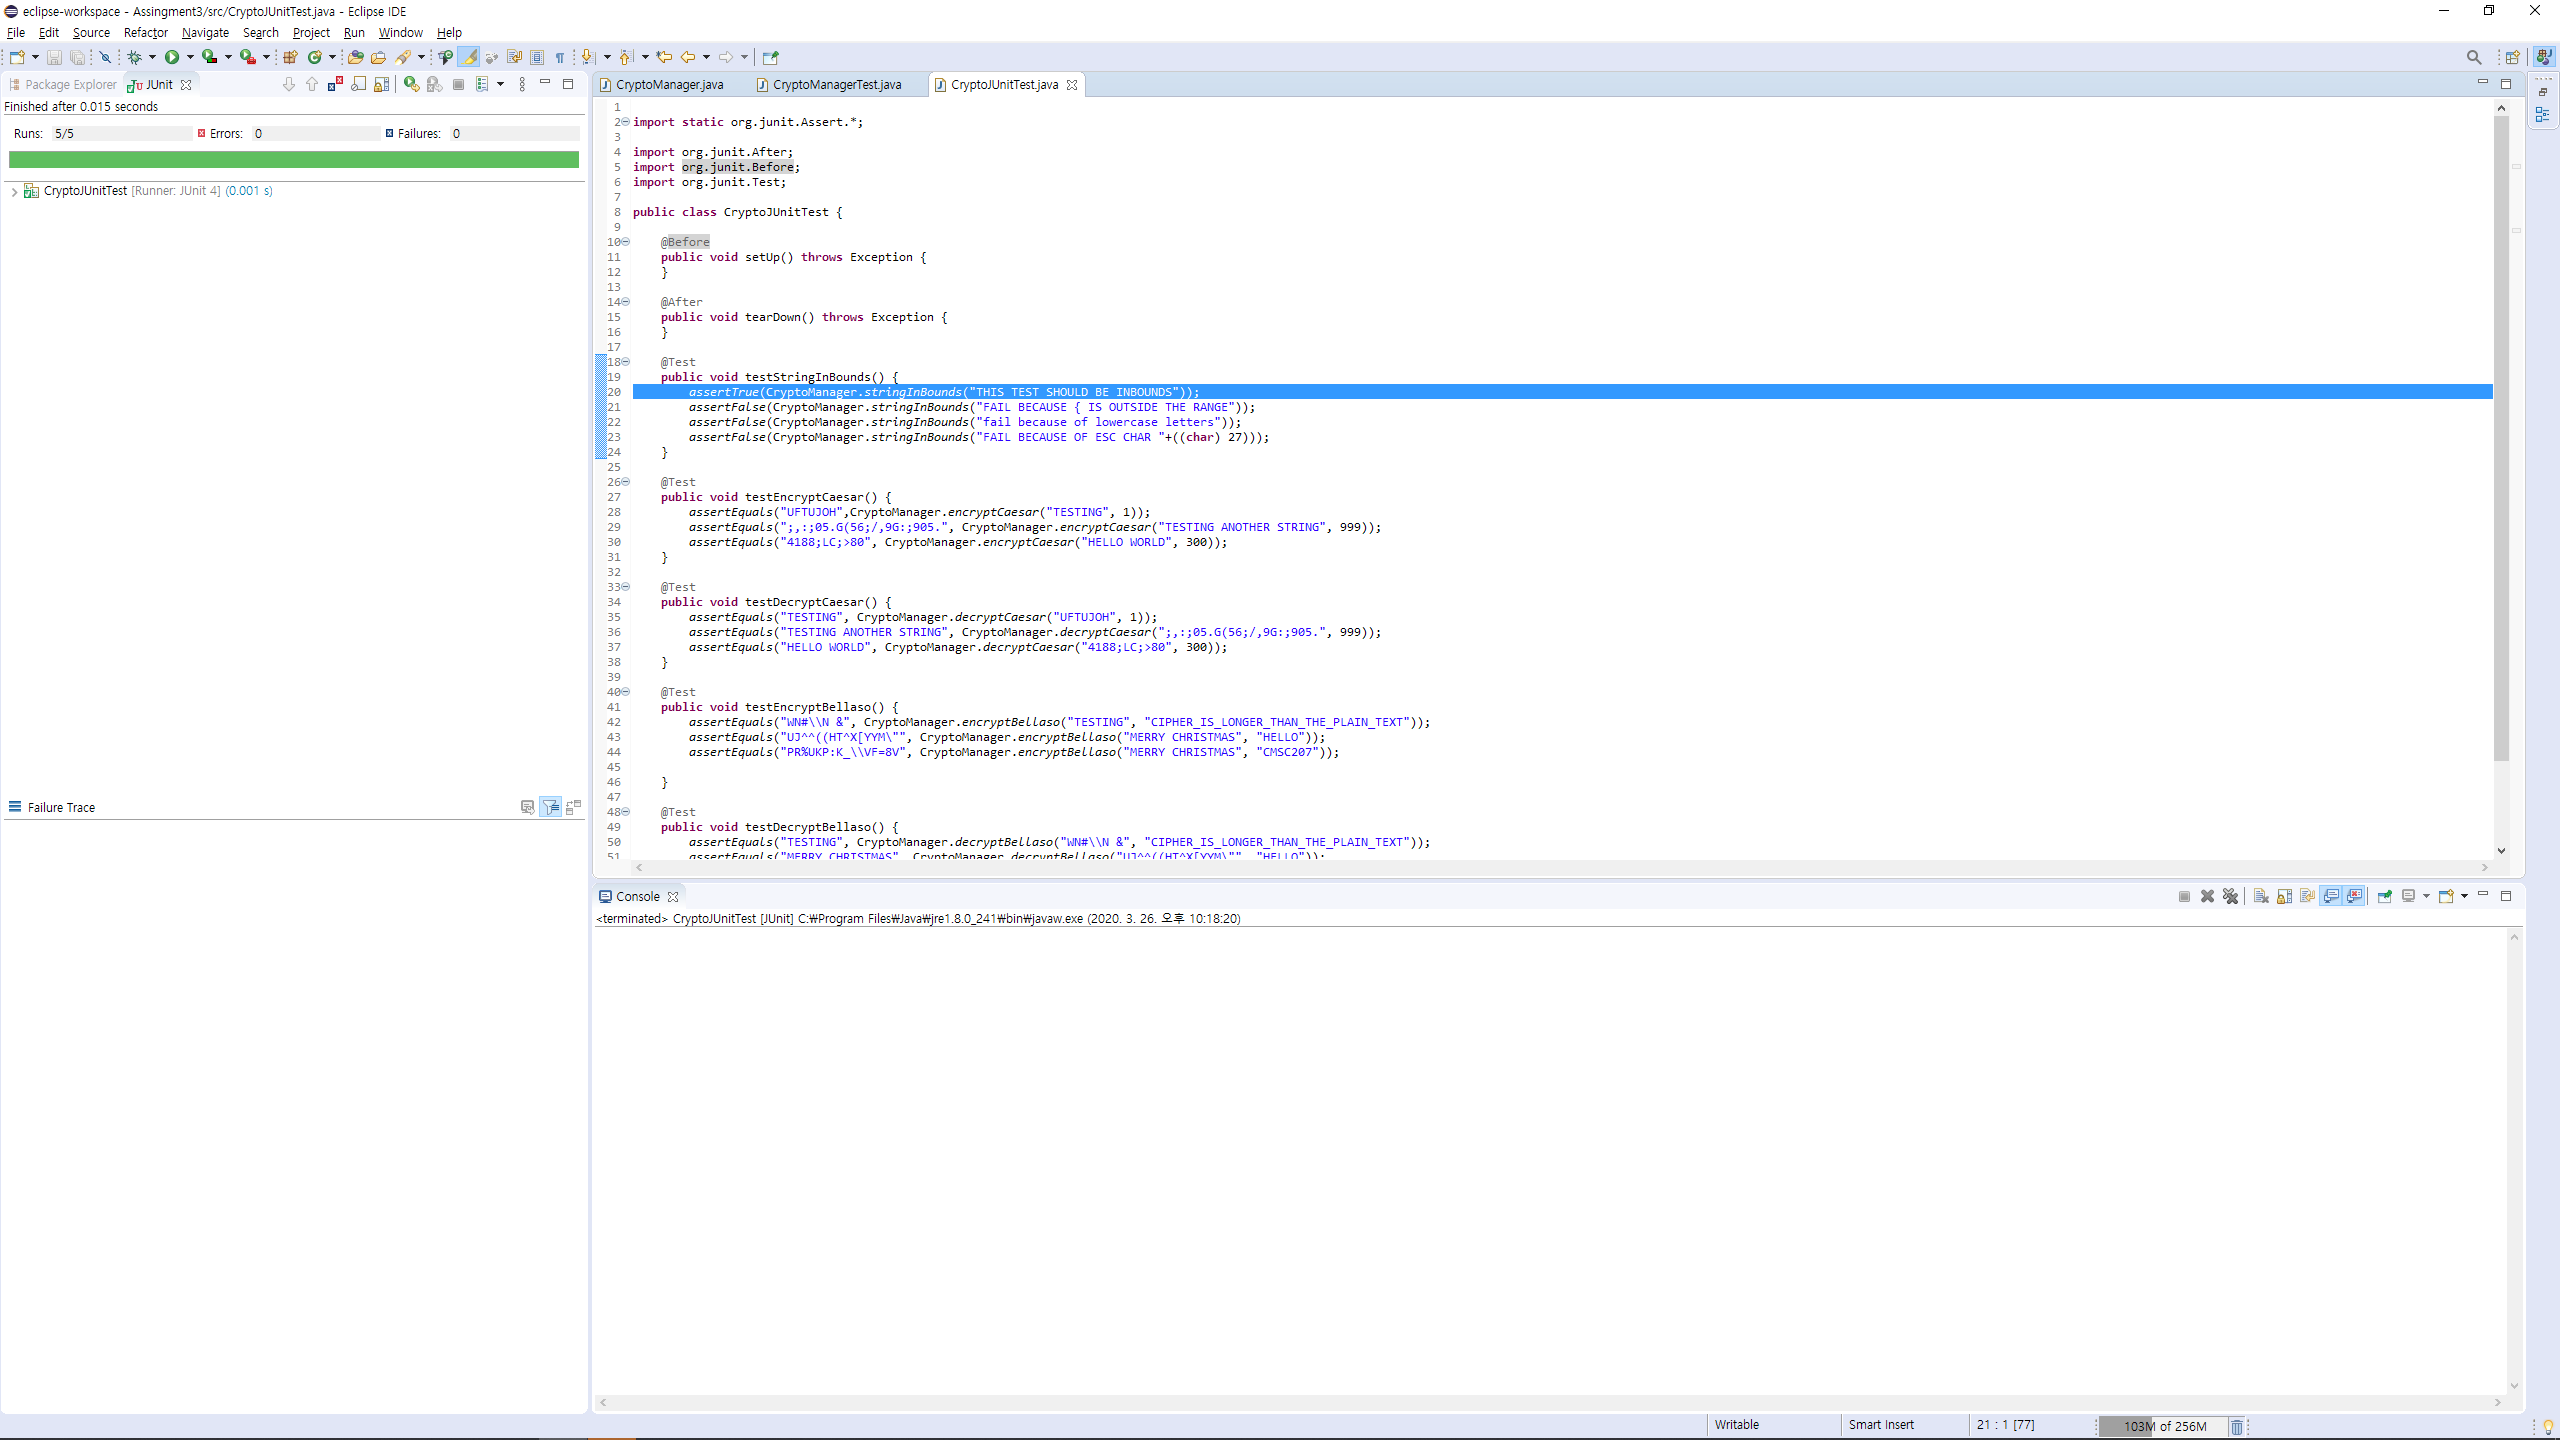 eclipse-workspace - Assingment3/src/CryptoJUnitTest.java - Eclipse IDE
File Edit Source Refactor Navigate Search Project Run Window Help
Package Explorer JUnit
Finished after 0.015 seconds
Runs: 5/5 Errors: 0 Failures: 0
CryptoJUnitTest [Runner: JUnit 4] (0.001 s)
Failure Trace
CryptoManager.java CryptoManagerTest.java CryptoJUnitTest.java
1
2 import static org.junit.Assert.*;
3
4 import org.junit.After;
5 import org.junit.Before;
6 import org.junit.Test;
7
8 public class CryptoJUnitTest {
9
10 @Before
11 public void setUp() throws Exception {
12 }
13
14 @After
15 public void tearDown() throws Exception {
16 }
17
18 @Test
19 public void testStringInBounds() {
20 assertTrue(CryptoManager.stringInBounds("THIS TEST SHOULD BE INBOUNDS"));
21 assertFalse(CryptoManager.stringInBounds("FAIL BECAUSE { IS OUTSIDE THE RANGE"));
22 assertFalse(CryptoManager.stringInBounds("fail because of lowercase letters"));
23 assertFalse(CryptoManager.stringInBounds("FAIL BECAUSE OF ESC CHAR "+((char) 27)));
24 }
25
26 @Test
27 public void testEncryptCaesar() {
28 assertEquals("UFTUJOH",CryptoManager.encryptCaesar("TESTING", 1));
29 assertEquals(";,:;05.G(56;/,9G:;905.", CryptoManager.encryptCaesar("TESTING ANOTHER STRING", 999));
30 assertEquals("4188;LC;>80", CryptoManager.encryptCaesar("HELLO WORLD", 300));
31 }
32
33 @Test
34 public void testDecryptCaesar() {
35 assertEquals("TESTING", CryptoManager.decryptCaesar("UFTUJOH", 1));
36 assertEquals("TESTING ANOTHER STRING", CryptoManager.decryptCaesar(";,:;05.G(56;/,9G:;905.", 999));
37 assertEquals("HELLO WORLD", CryptoManager.decryptCaesar("4188;LC;>80", 300));
38 }
39
40 @Test
41 public void testEncryptBellaso() {
42 assertEquals("WN#\\N &", CryptoManager.encryptBellaso("TESTING", "CIPHER_IS_LONGER_THAN_THE_PLAIN_TEXT"));
43 assertEquals("UJ^^((HT^X[YYM\"", CryptoManager.encryptBellaso("MERRY CHRISTMAS", "HELLO"));
44 assertEquals("PR%UKP:K_\\VF=8V", CryptoManager.encryptBellaso("MERRY CHRISTMAS", "CMSC207"));
45
46 }
47
48 @Test
49 public void testDecryptBellaso() {
50 assertEquals("TESTING", CryptoManager.decryptBellaso("WN#\\N &", "CIPHER_IS_LONGER_THAN_THE_PLAIN_TEXT"));
51 assertEquals("MERRY CHRISTMAS", CryptoManager.decryptBellaso("UJ^^((HT^X[YYM\"", "HELLO"));
Console
<terminated> CryptoJUnitTest [JUnit] C:₩Program Files₩Java₩jre1.8.0_241₩bin₩javaw.exe (2020. 3. 26. 오후 10:18:20)
Writable Smart Insert 21 : 1 [77] 103M of 256M